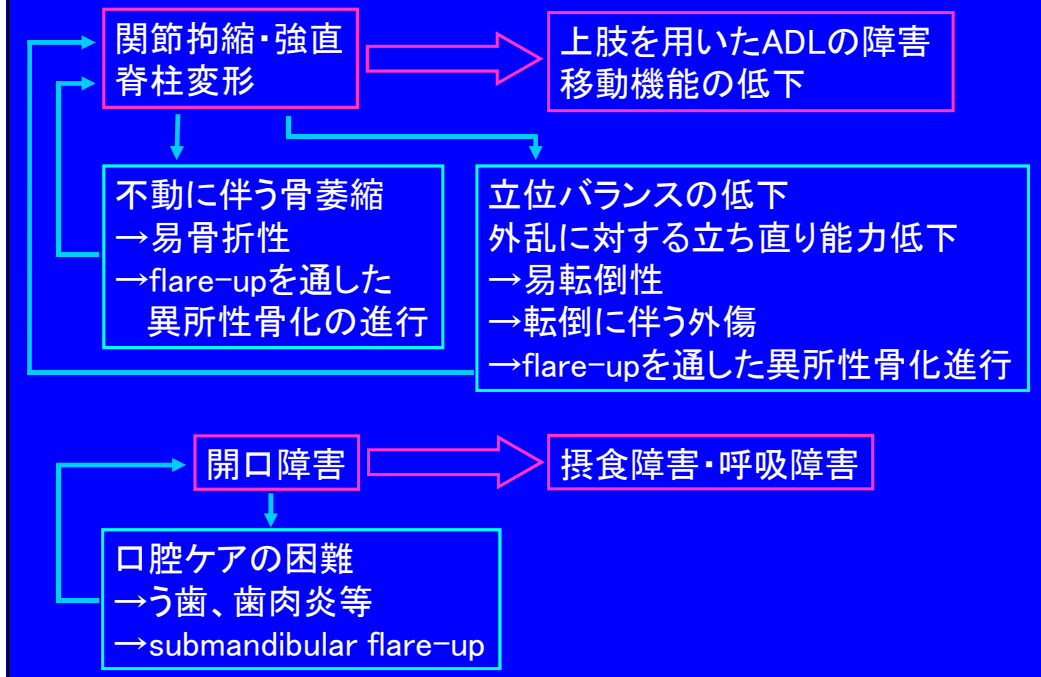 関節拘縮・強直
脊柱変形
上肢を用いたADLの障害
移動機能の低下
不動に伴う骨萎縮
→易骨折性
→flare-upを通した
異所性骨化の進行
立位バランスの低下
外乱に対する立ち直り能力低下
→易転倒性
→転倒に伴う外傷
→flare-upを通した異所性骨化進行
開口障害
摂食障害・呼吸障害
口腔ケアの困難
→う歯、歯肉炎等
→submandibular flare-up